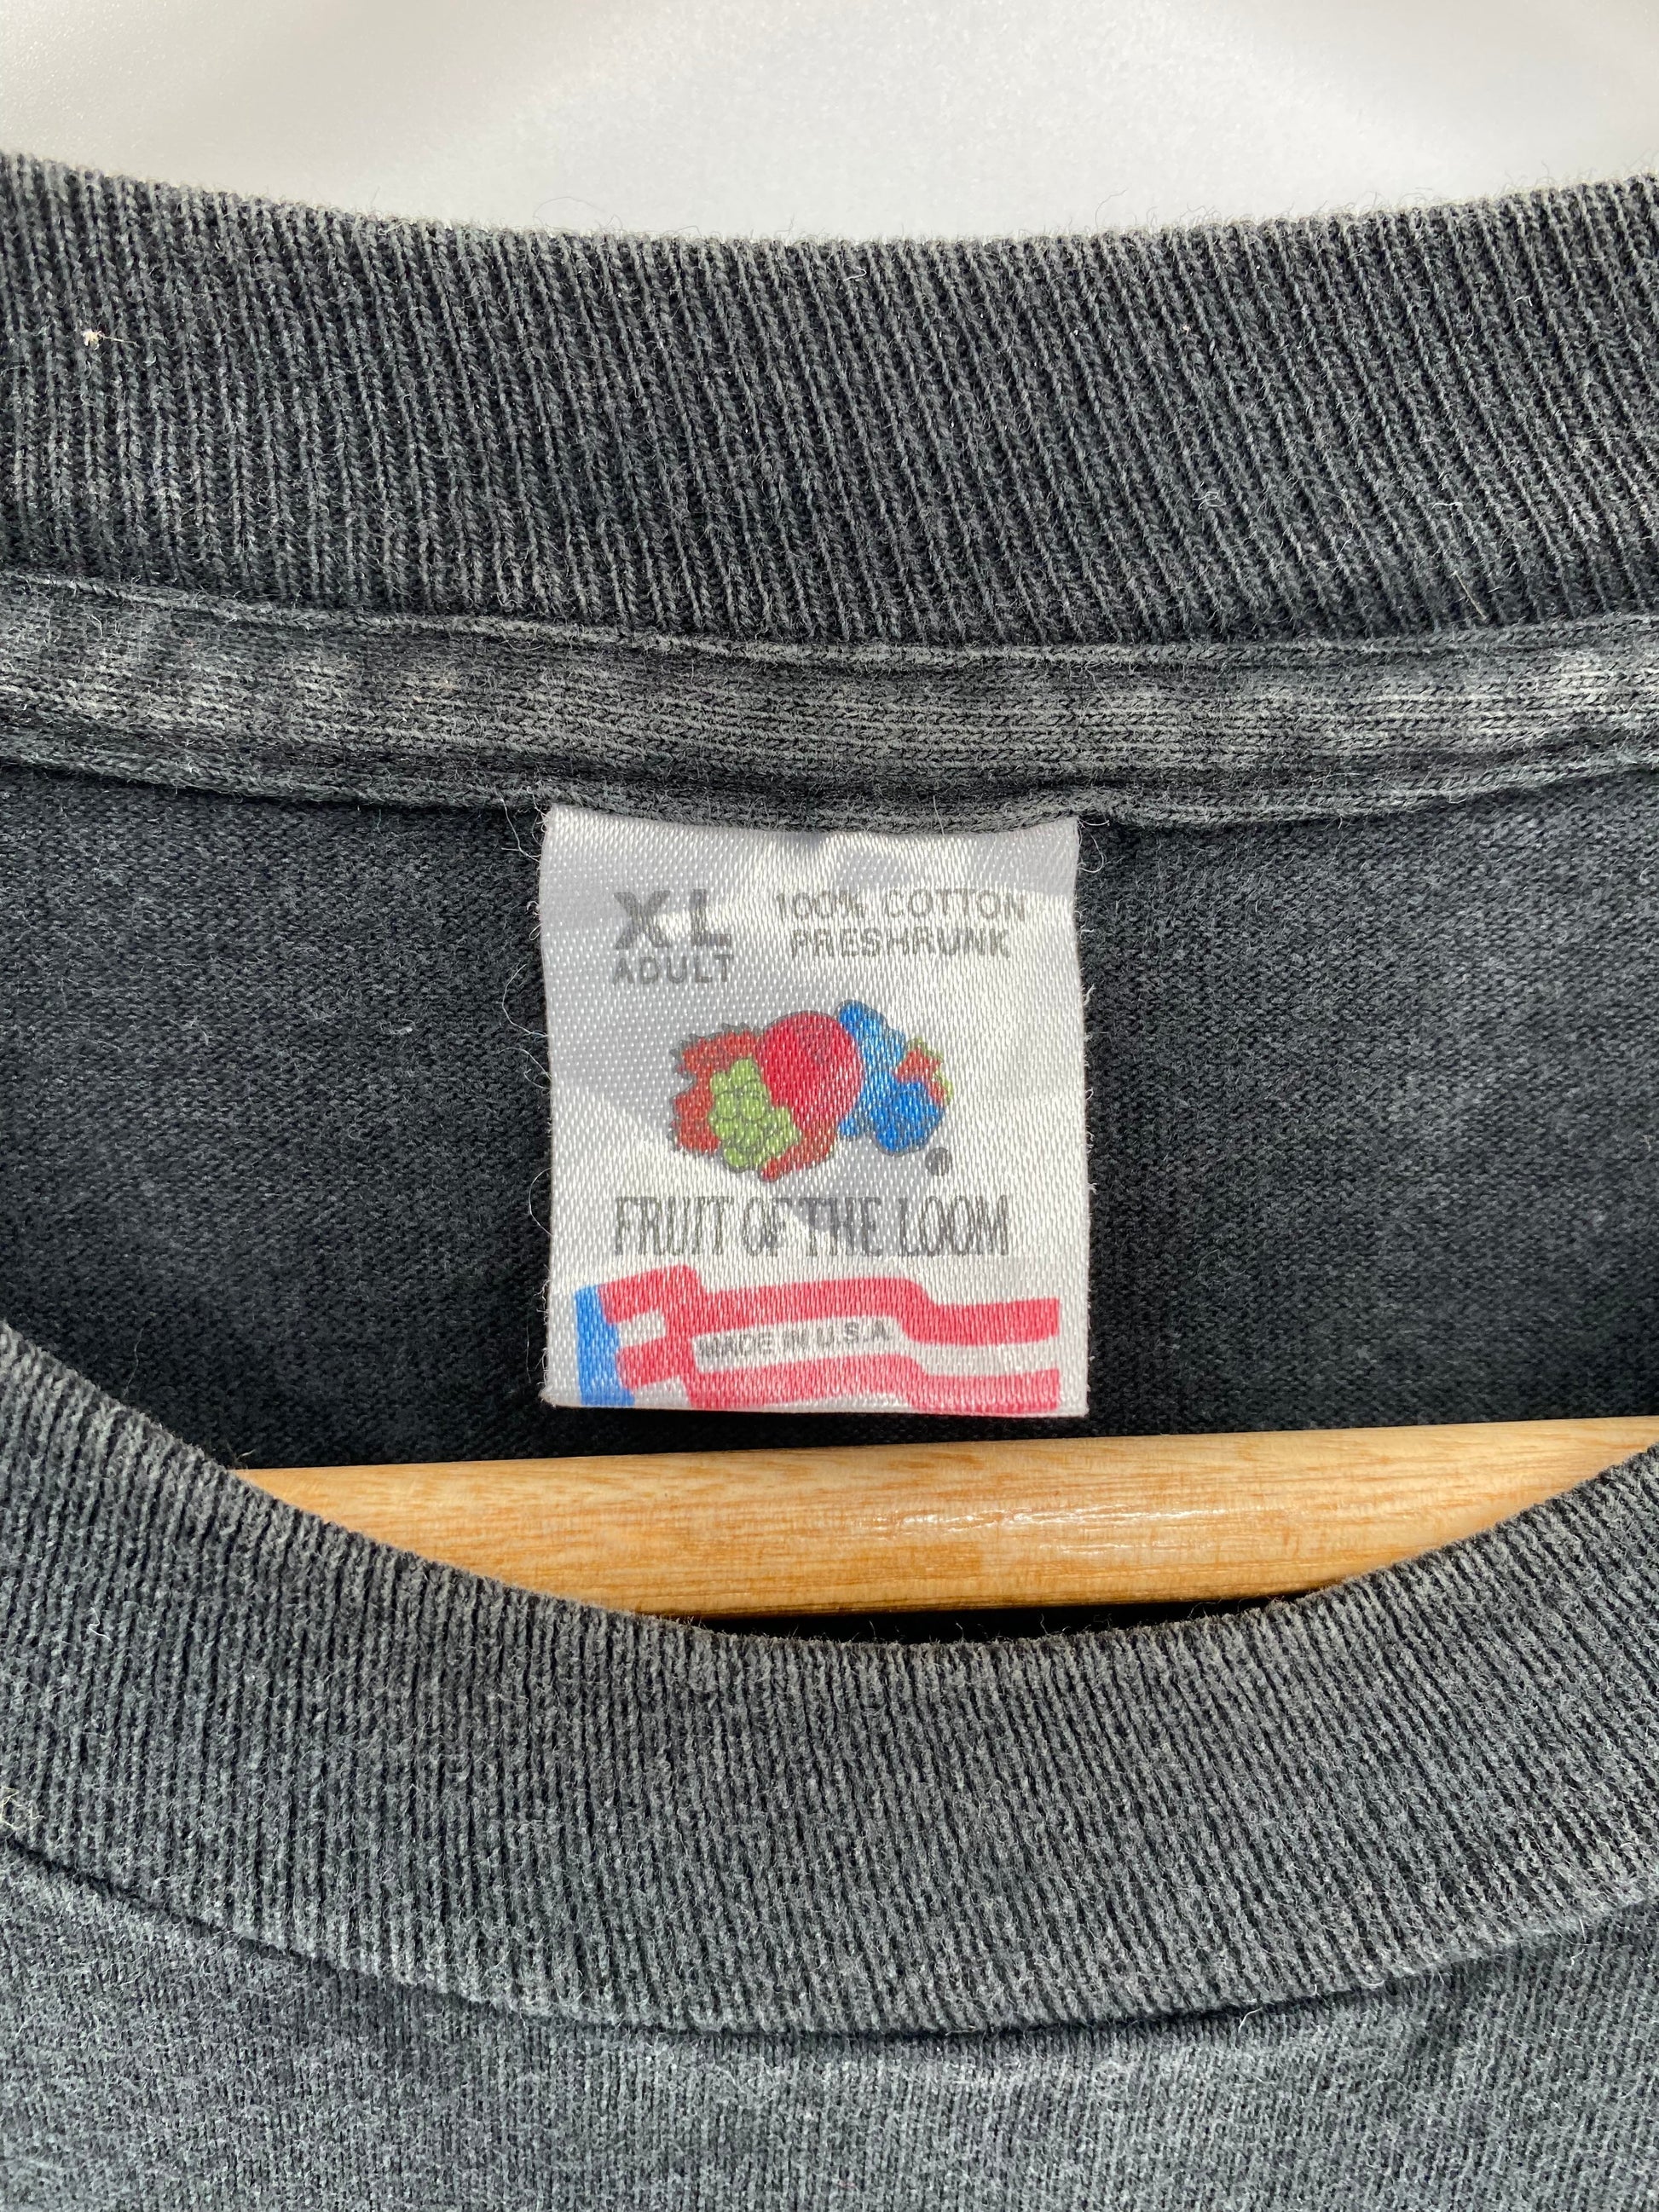 XL
ADULT
100% COTTON
PRESHRUNK
FRUIT OF THE LOOM
MADE IN U.S.A.